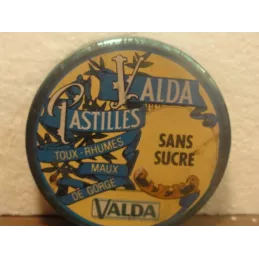 VALDA
PASTILLES
SANS
SUCRE
TOUX - RHUMES
MAUX
DE GORGE
VALDA